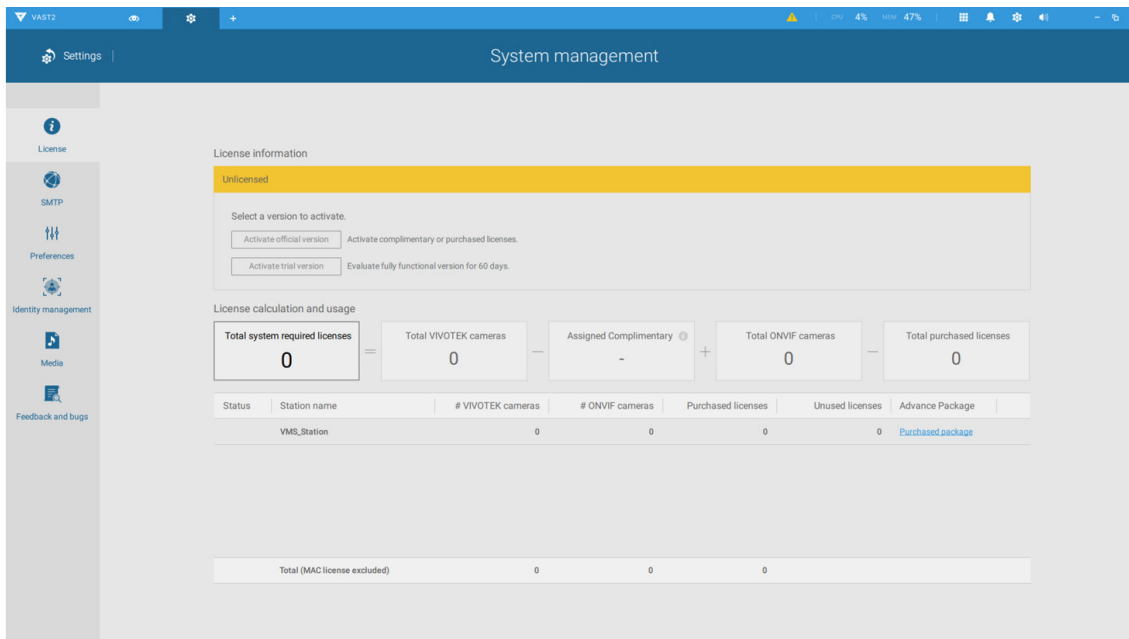 VAST2
+
CPU 4% MEM 47%
Settings
System management
License
SMTP
Preferences
Identity management
Media
Feedback and bugs
License information
Unlicensed
Select a version to activate.
Activate official version Activate complimentary or purchased licenses.
Activate trial version Evaluate fully functional version for 60 days.
License calculation and usage
Total system required licenses Total VIVOTEK cameras Assigned Complimentary Total ONVIF cameras Total purchased licenses
0 = 0 – - + 0 – 0
Status Station name # VIVOTEK cameras # ONVIF cameras Purchased licenses Unused licenses Advance Package
VMS_Station 0 0 0 0 Purchased package
Total (MAC license excluded) 0 0 0